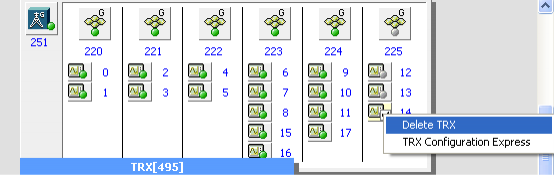 G G G G G G G
251 220 221 222 223 224 225
0 2 4 6 9 12
1 3 5 7 10 13
8 11 14
15 17
16
Delete TRX
TRX Configuration Express
TRX[495]